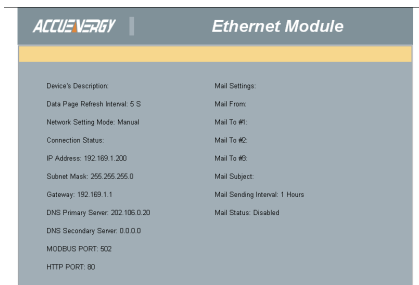 ACCUENERGY
Ethernet Module
Device's Description:
Data Page Refresh Interval: 5 S
Network Setting Mode: Manual
Connection Status:
IP Address: 192.169.1.200
Subnet Mask: 255.255.255.0
Gateway: 192.169.1.1
DNS Primary Server: 202.106.0.20
DNS Secondary Server: 0.0.0.0
MODBUS PORT: 502
HTTP PORT: 80
Mail Settings:
Mail From:
Mail To #1:
Mail To #2:
Mail To #3:
Mail Subject:
Mail Sending Interval: 1 Hours
Mail Status: Disabled